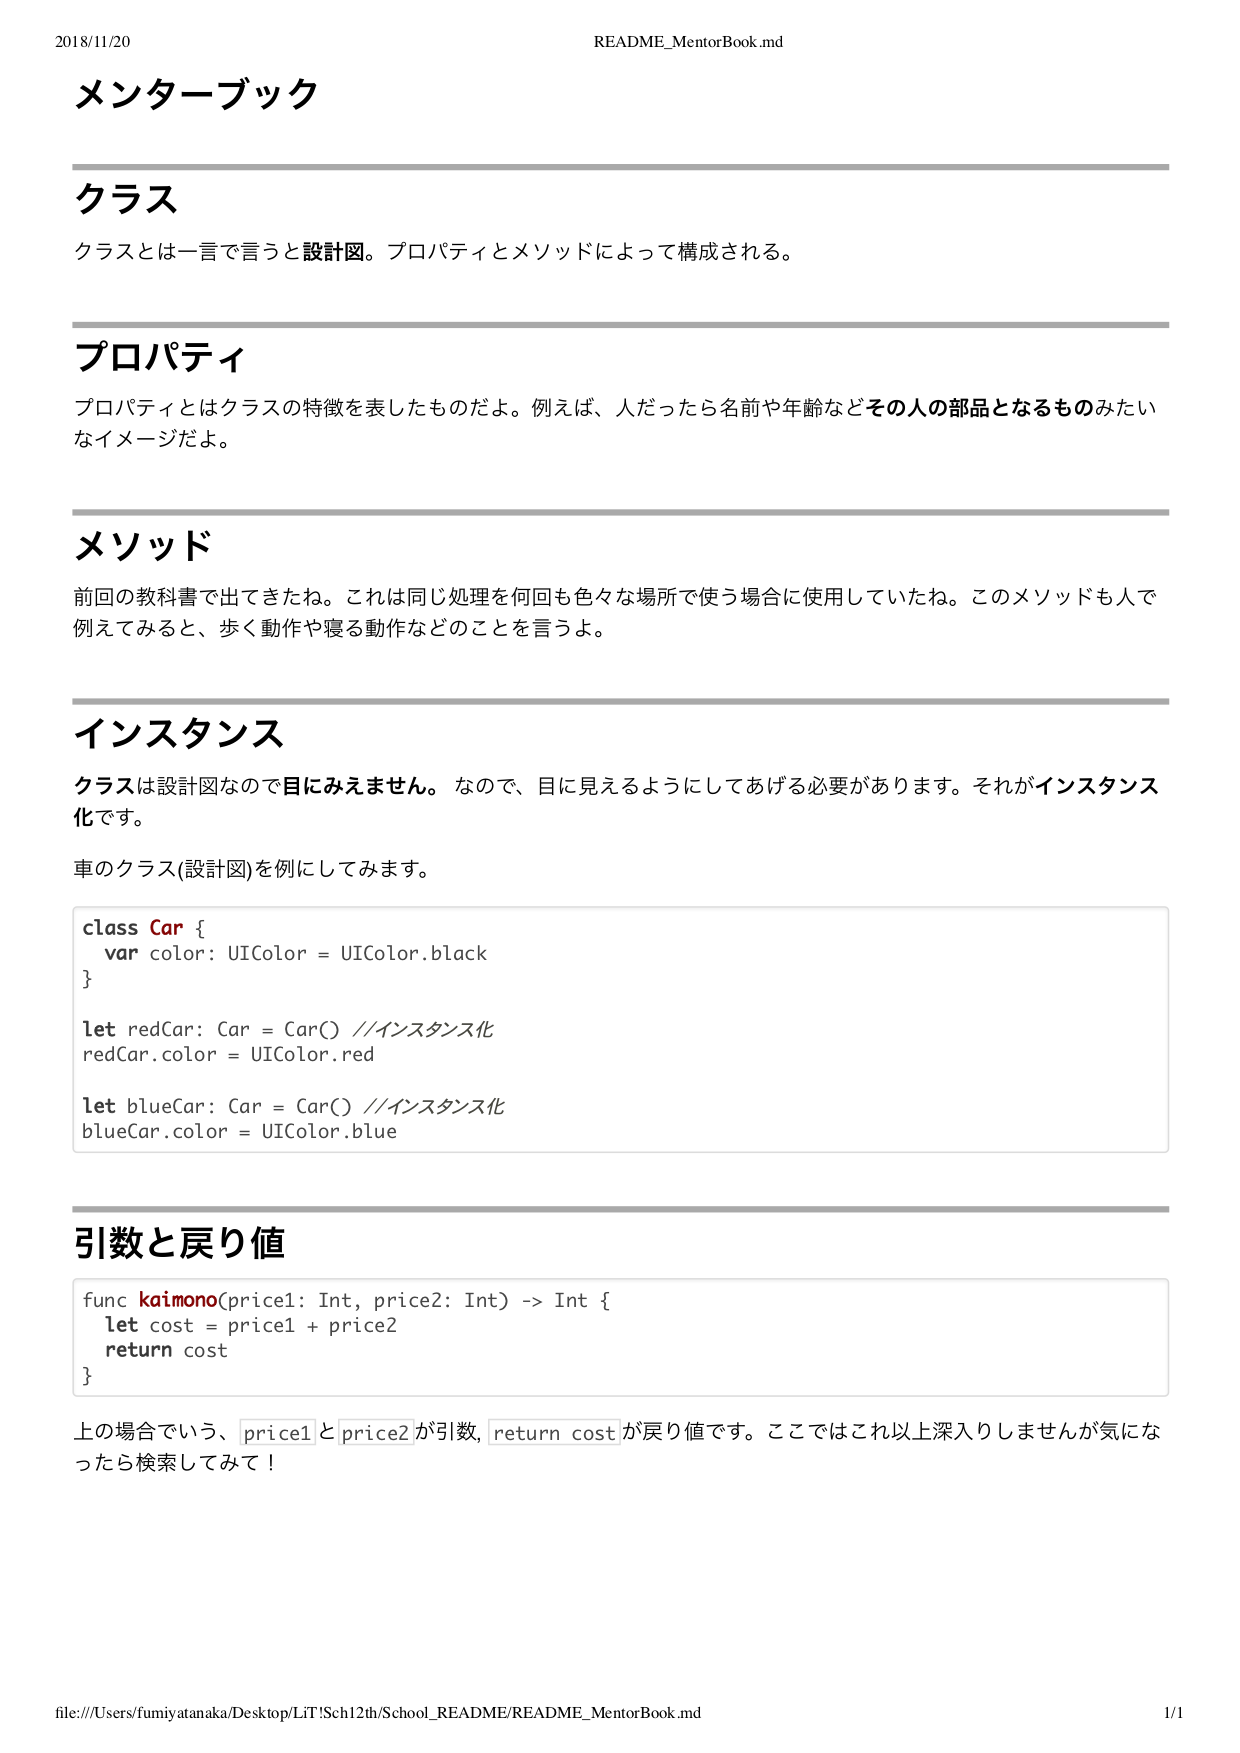 2018/11/20 README_MentorBook.md
メンターブック
クラス
クラスとは一言で言うと設計図。プロパティとメソッドによって構成される。
プロパティ
プロパティとはクラスの特徴を表したものだよ。例えば、人だったら名前や年齢などその人の部品となるものみたい
なイメージだよ。
メソッド
前回の教科書で出てきたね。これは同じ処理を何回も色々な場所で使う場合に使用していたね。このメソッドも人で
例えてみると、歩く動作や寝る動作などのことを言うよ。
インスタンス
クラスは設計図なので目にみえません。 なので、目に見えるようにしてあげる必要があります。それがインスタンス
化です。
車のクラス(設計図)を例にしてみます。
class Car {
  var color: UIColor = UIColor.black
}
let redCar: Car = Car() //インスタンス化
redCar.color = UIColor.red
let blueCar: Car = Car() //インスタンス化
blueCar.color = UIColor.blue
引数と戻り値
func kaimono(price1: Int, price2: Int) -> Int {
  let cost = price1 + price2
  return cost
}
上の場合でいう、 price1 と price2 が引数, return cost が戻り値です。ここではこれ以上深入りしませんが気にな
ったら検索してみて！
file:///Users/fumiyatanaka/Desktop/LiT!Sch12th/School_README/README_MentorBook.md 1/1